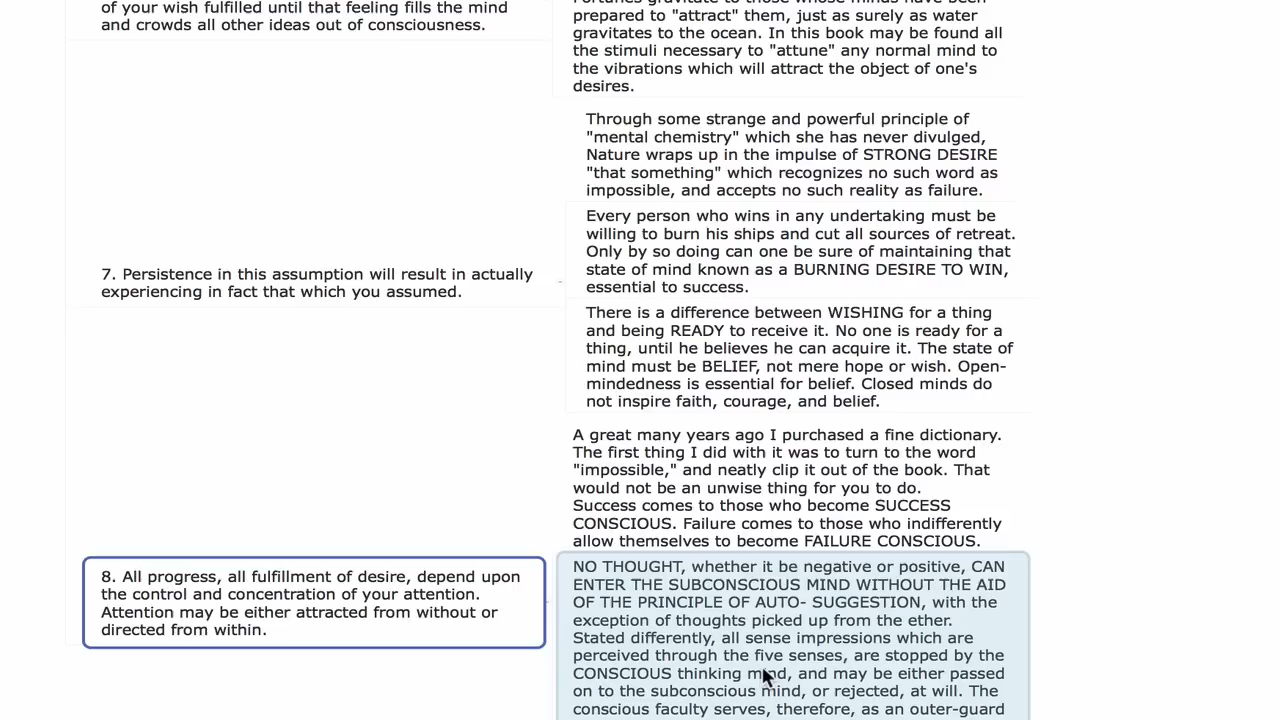 of your wish fulfilled until that feeling fills the mind
and crowds all other ideas out of consciousness.
prepared to "attract" them, just as surely as water
gravitates to the ocean. In this book may be found all
the stimuli necessary to "attune" any normal mind to
the vibrations which will attract the object of one's
desires.
Through some strange and powerful principle of
"mental chemistry" which she has never divulged,
Nature wraps up in the impulse of STRONG DESIRE
"that something" which recognizes no such word as
impossible, and accepts no such reality as failure.
Every person who wins in any undertaking must be
willing to burn his ships and cut all sources of retreat.
Only by so doing can one be sure of maintaining that
state of mind known as a BURNING DESIRE TO WIN,
essential to success.
7. Persistence in this assumption will result in actually
experiencing in fact that which you assumed.
There is a difference between WISHING for a thing
and being READY to receive it. No one is ready for a
thing, until he believes he can acquire it. The state of
mind must be BELIEF, not mere hope or wish. Open-
mindedness is essential for belief. Closed minds do
not inspire faith, courage, and belief.
A great many years ago I purchased a fine dictionary.
The first thing I did with it was to turn to the word
"impossible," and neatly clip it out of the book. That
would not be an unwise thing for you to do.
Success comes to those who become SUCCESS
CONSCIOUS. Failure comes to those who indifferently
allow themselves to become FAILURE CONSCIOUS.
8. All progress, all fulfillment of desire, depend upon
the control and concentration of your attention.
Attention may be either attracted from without or
directed from within.
NO THOUGHT, whether it be negative or positive, CAN
ENTER THE SUBCONSCIOUS MIND WITHOUT THE AID
OF THE PRINCIPLE OF AUTO- SUGGESTION, with the
exception of thoughts picked up from the ether.
Stated differently, all sense impressions which are
perceived through the five senses, are stopped by the
CONSCIOUS thinking mind, and may be either passed
on to the subconscious mind, or rejected, at will. The
conscious faculty serves, therefore, as an outer-guard